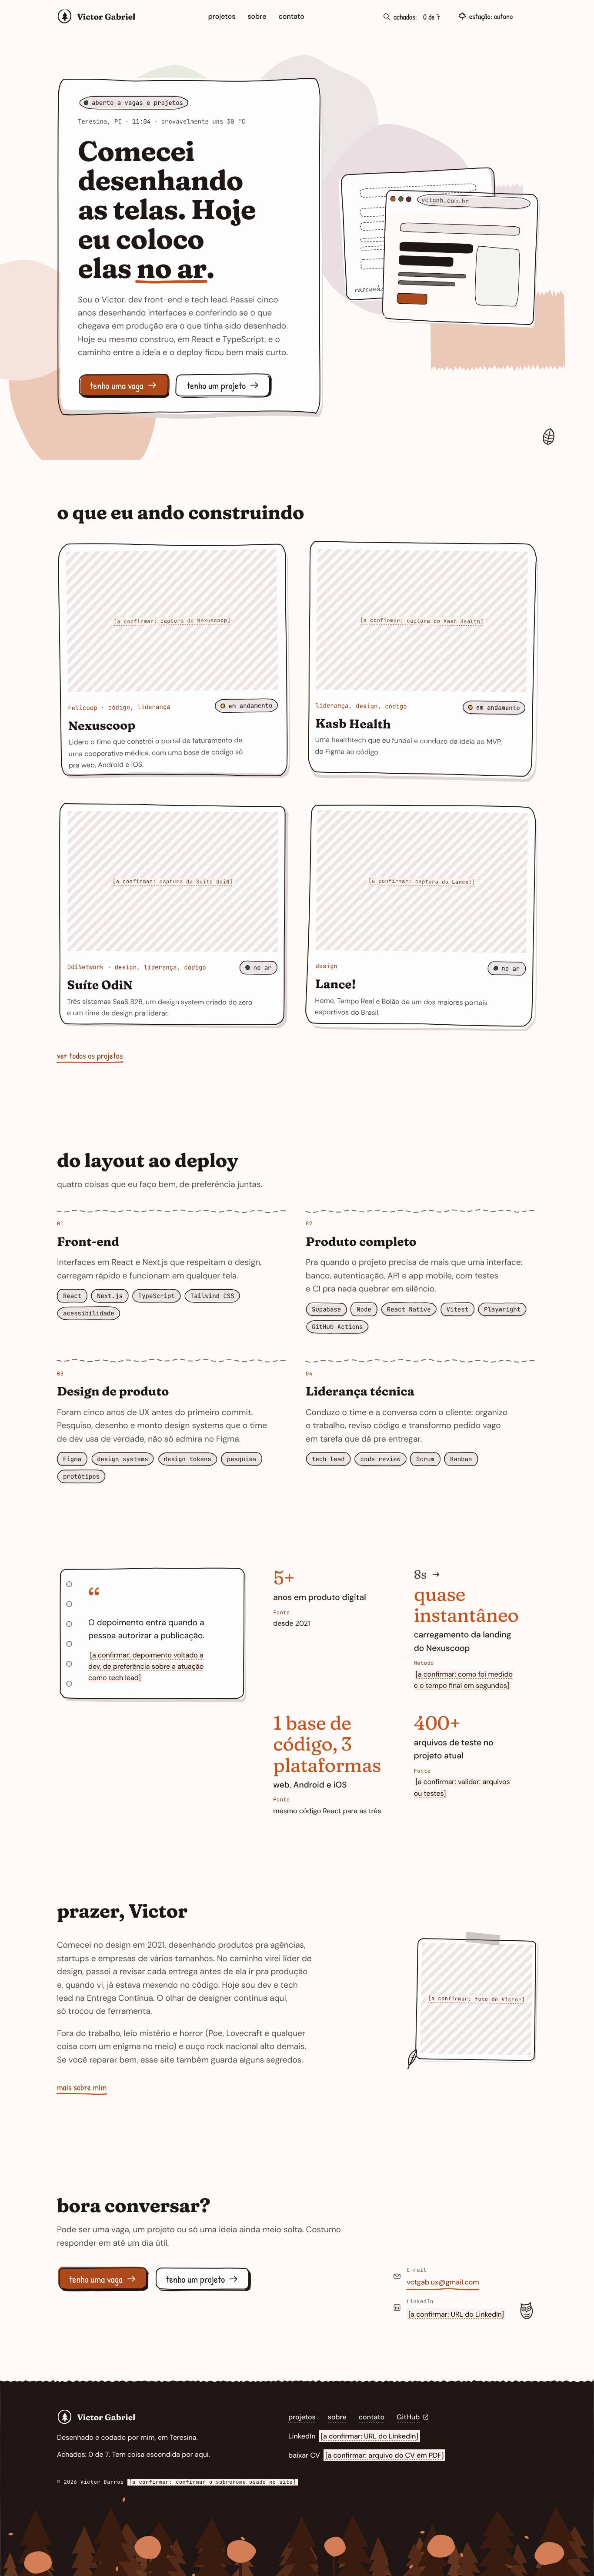 Victor Gabriel
projetos sobre contato
achados: 0 de 7
estação: outono
aberto a vagas e projetos
Teresina, PI · 11:04 · provavelmente uns 30 °C
Comecei
desenhando
as telas. Hoje
eu coloco
elas no ar.
Sou o Victor, dev front-end e tech lead. Passei cinco
anos desenhando interfaces e conferindo se o que
chegava em produção era o que tinha sido desenhado.
Hoje eu mesmo construo, em React e TypeScript, e o
caminho entre a ideia e o deploy ficou bem mais curto.
tenho uma vaga →
tenho um projeto →
vctgab.com.br
rascunho
o que eu ando construindo
[a confirmar: captura do Nexuscoop]
Felicoop · código, liderança
em andamento
Nexuscoop
Lidero o time que constrói o portal de faturamento de
uma cooperativa médica, com uma base de código só
pra web, Android e iOS.
[a confirmar: captura do Kasb Health]
liderança, design, código
em andamento
Kasb Health
Uma healthtech que eu fundei e conduzo da ideia ao MVP,
do Figma ao código.
[a confirmar: captura da Suíte OdiN]
OdiNetwork · design, liderança, código
no ar
Suíte OdiN
Três sistemas SaaS B2B, um design system criado do zero
e um time de design pra liderar.
[a confirmar: captura do Lance!]
design
no ar
Lance!
Home, Tempo Real e Bolão de um dos maiores portais
esportivos do Brasil.
ver todos os projetos
do layout ao deploy
quatro coisas que eu faço bem, de preferência juntas.
01
Front-end
Interfaces em React e Next.js que respeitam o design,
carregam rápido e funcionam em qualquer tela.
React Next.js TypeScript Tailwind CSS
acessibilidade
02
Produto completo
Pra quando o projeto precisa de mais que uma interface:
banco, autenticação, API e app mobile, com testes
e CI pra nada quebrar em silêncio.
Supabase Node React Native Vitest Playwright
GitHub Actions
03
Design de produto
Foram cinco anos de UX antes do primeiro commit.
Pesquiso, desenho e monto design systems que o time
de dev usa de verdade, não só admira no Figma.
Figma design systems design tokens pesquisa
protótipos
04
Liderança técnica
Conduzo o time e a conversa com o cliente: organizo
o trabalho, reviso código e transformo pedido vago
em tarefa que dá pra entregar.
tech lead code review Scrum Kanban
“
O depoimento entra quando a
pessoa autorizar a publicação.
[a confirmar: depoimento voltado a
dev, de preferência sobre a atuação
como tech lead]
5+
anos em produto digital
Fonte
desde 2021
8s →
quase
instantâneo
carregamento da landing
do Nexuscoop
Método
[a confirmar: como foi medido
e o tempo final em segundos]
1 base de
código, 3
plataformas
web, Android e iOS
Fonte
mesmo código React para as três
400+
arquivos de teste no
projeto atual
Fonte
[a confirmar: validar: arquivos
ou testes]
prazer, Victor
Comecei no design em 2021, desenhando produtos pra agências,
startups e empresas de vários tamanhos. No caminho virei líder de
design, passei a revisar cada entrega antes de ela ir pra produção
e, quando vi, já estava mexendo no código. Hoje sou dev e tech
lead na Entrega Contínua. O olhar de designer continua aqui,
só trocou de ferramenta.
Fora do trabalho, leio mistério e horror (Poe, Lovecraft e qualquer
coisa com um enigma no meio) e ouço rock nacional alto demais.
Se você reparar bem, esse site também guarda alguns segredos.
mais sobre mim
[a confirmar: foto do Victor]
bora conversar?
Pode ser uma vaga, um projeto ou só uma ideia ainda meio solta. Costumo
responder em até um dia útil.
tenho uma vaga →
tenho um projeto →
E-mail
vctgab.ux@gmail.com
LinkedIn
[a confirmar: URL do LinkedIn]
Victor Gabriel
Desenhado e codado por mim, em Teresina.
Achados: 0 de 7. Tem coisa escondida por aqui.
projetos sobre contato GitHub
LinkedIn [a confirmar: URL do LinkedIn]
baixar CV [a confirmar: arquivo do CV em PDF]
© 2026 Victor Barros [a confirmar: confirmar o sobrenome usado no site]